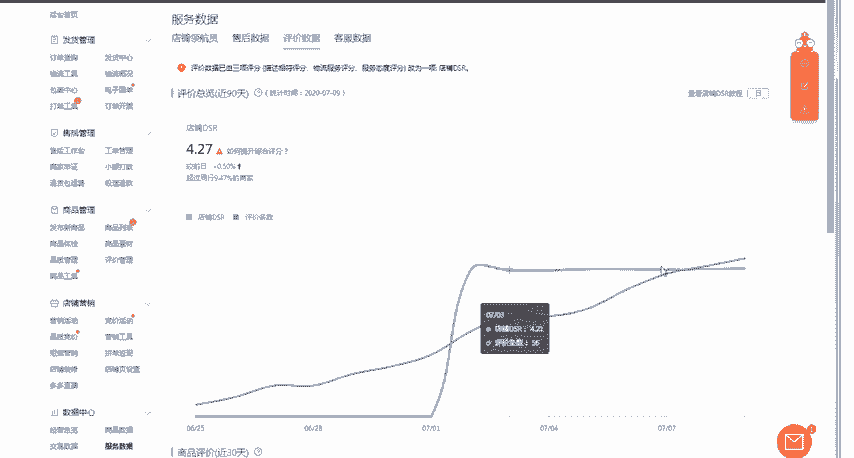 服务数据
店铺领航员 售后数据 评价数据 客服数据
评价数据已由三项评分(描述相符评分、物流服务评分、服务态度评分)改为一项: 店铺DSR。
评价总览(近90天) (统计时间:2020-07-09)
查看店铺DSR教程
店铺DSR
4.27 如何提升综合评分?
较前日 +0.50%
超过同行9.47%的商家
店铺DSR 评价条数
07/03
店铺DSR: 4.21
评价条数: 56
06/25 06/28 07/01 07/04 07/07
商品评价(近30天)
后台首页
发货管理
订单查询 发货中心
物流工具 物流概况
包裹中心 电子面单
打单工具 订单开票
售后管理
售后工作台 工单管理
商家举证 小额打款
退货包运费 极速退款
商品管理
发布新商品 商品列表
商品体检 商品素材
品质管理 评价管理
商品工具
店铺营销
营销活动 竞价活动
营销工具
短信营销 拼单返现
店铺装修 店铺页设置
多多直播
数据中心
经营总览 商品数据
交易数据 服务数据